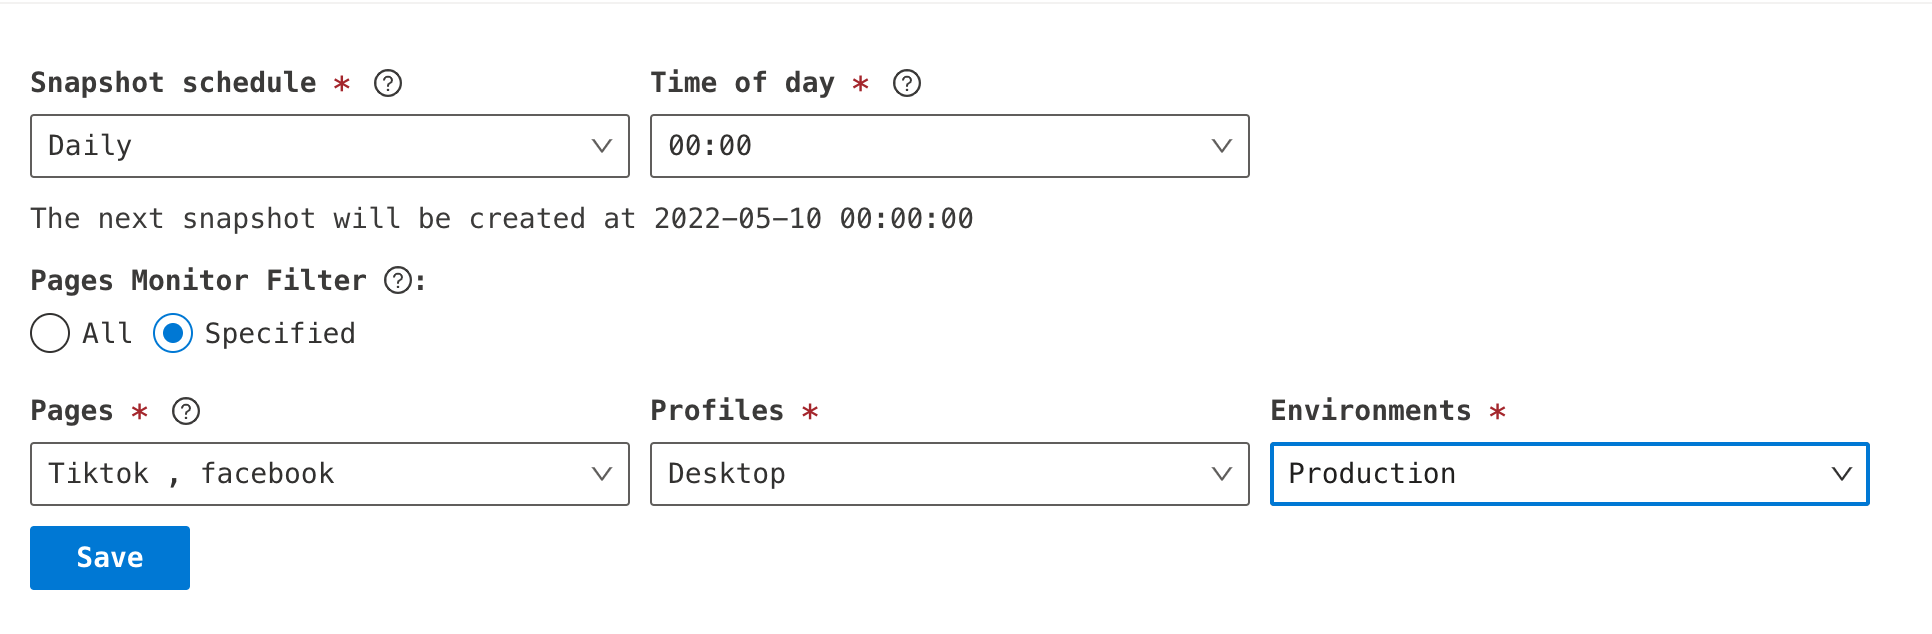 Snapshot schedule * ? Time of day * ?
Daily 00:00
The next snapshot will be created at 2022-05-10 00:00:00
Pages Monitor Filter ? :
All Specified
Pages * ? Profiles * Environments *
Tiktok , facebook Desktop Production
Save